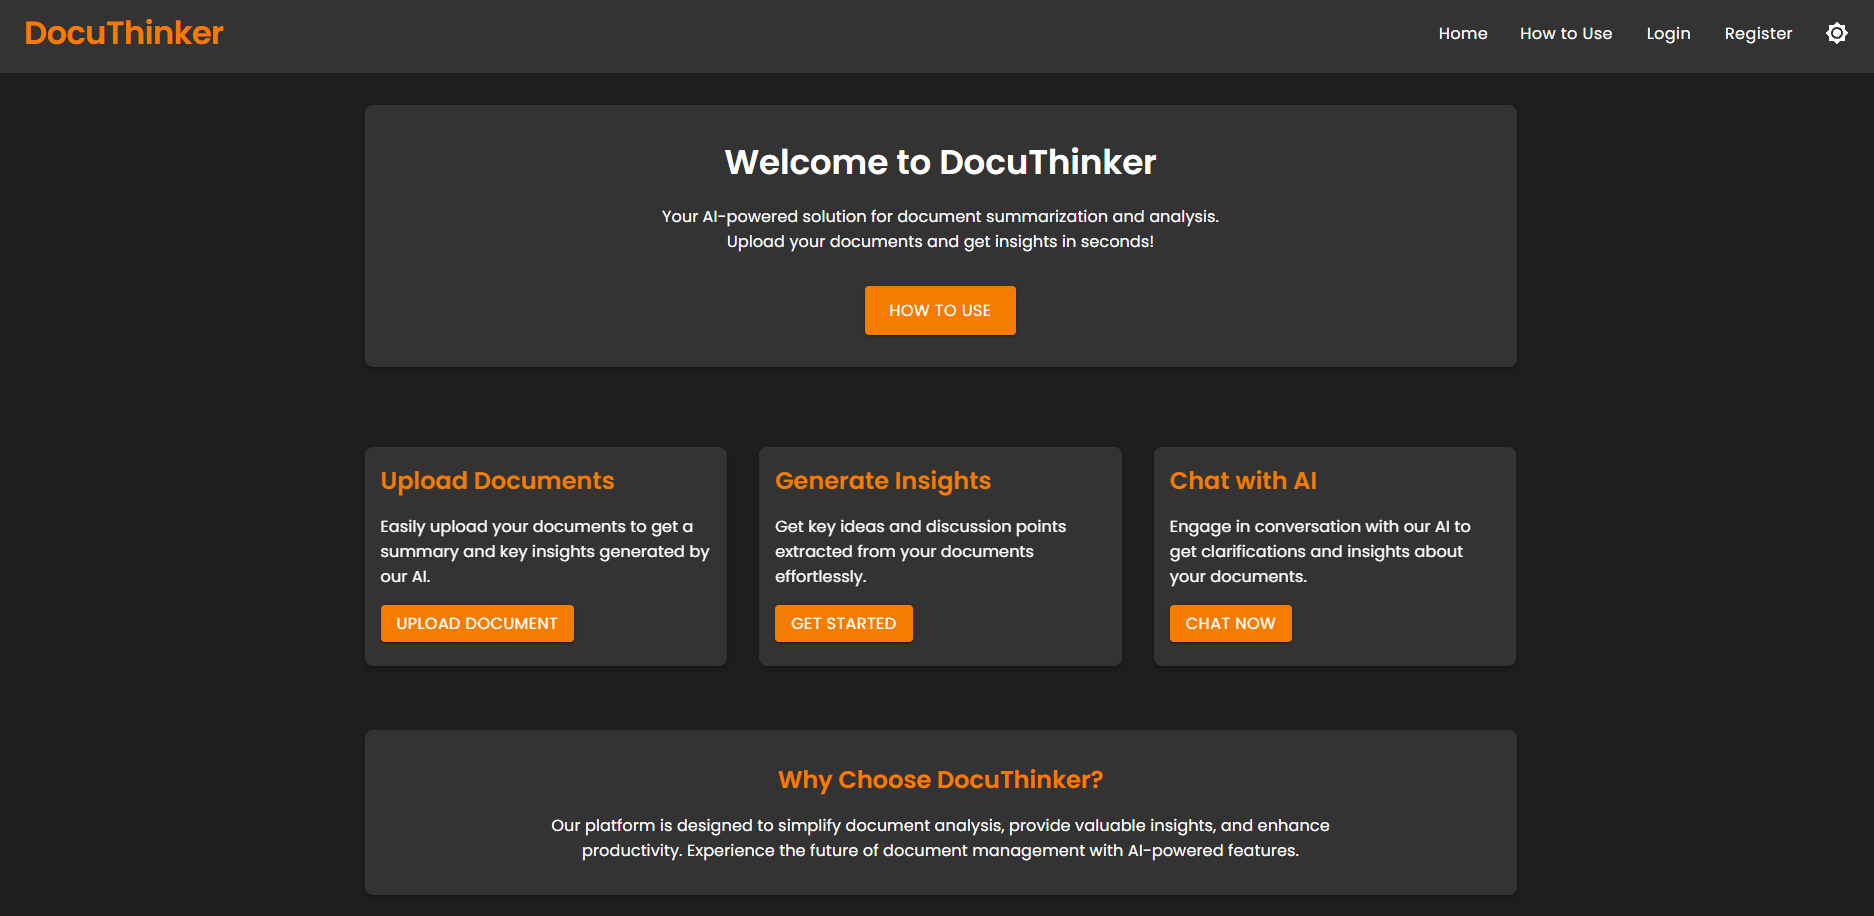 DocuThinker
Home
How to Use
Login
Register
Welcome to DocuThinker
Your AI-powered solution for document summarization and analysis.
Upload your documents and get insights in seconds!
HOW TO USE
Upload Documents
Easily upload your documents to get a
summary and key insights generated by
our AI.
UPLOAD DOCUMENT
Generate Insights
Get key ideas and discussion points
extracted from your documents
effortlessly.
GET STARTED
Chat with AI
Engage in conversation with our AI to
get clarifications and insights about
your documents.
CHAT NOW
Why Choose DocuThinker?
Our platform is designed to simplify document analysis, provide valuable insights, and enhance
productivity. Experience the future of document management with AI-powered features.